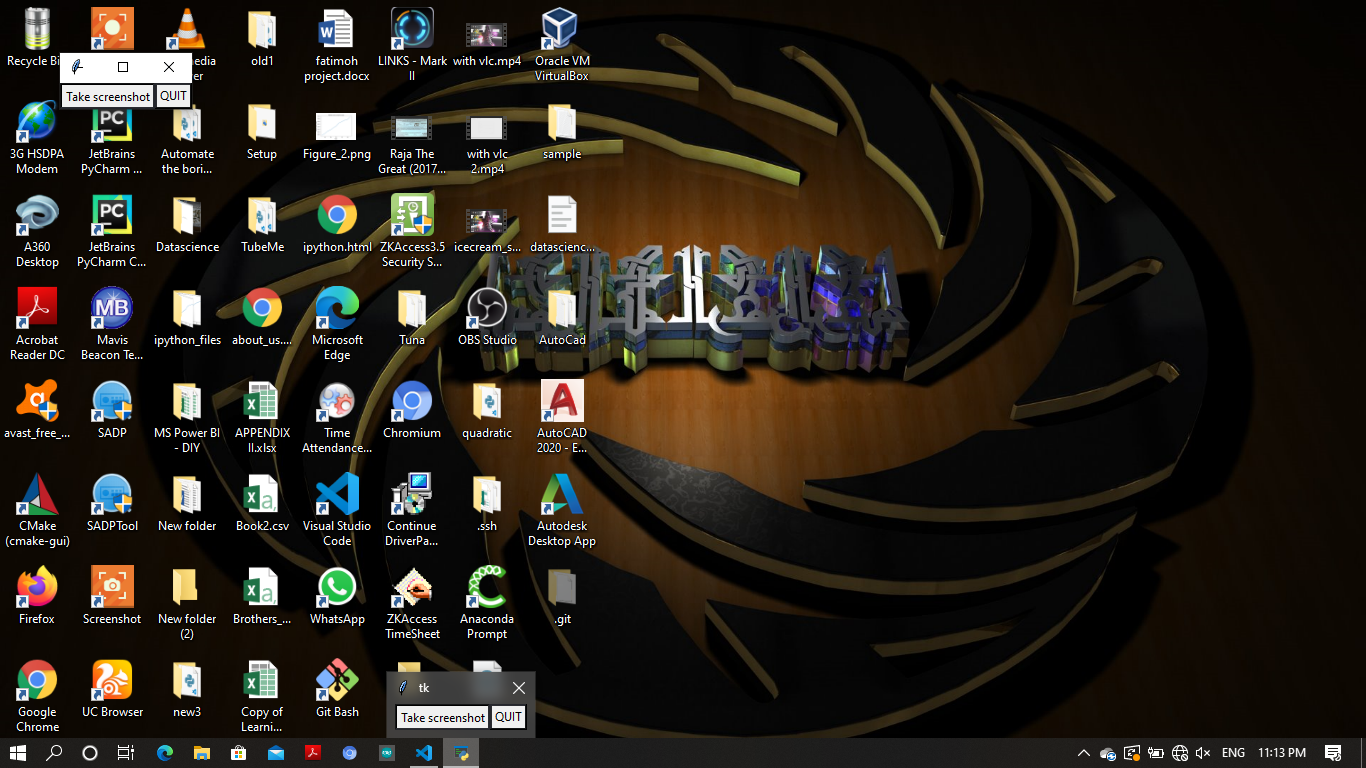 Recycle Bi
media
er
old1
fatimoh
project.docx
LINKS - Mark
II
with vlc.mp4
Oracle VM
VirtualBox
Take screenshot
QUIT
3G HSDPA
Modem
PC
JetBrains
PyCharm ...
Automate
the bori...
Setup
Figure_2.png
Raja The
Great (2017...
with vlc
2.mp4
sample
A360
Desktop
PC
JetBrains
PyCharm C...
Datascience
TubeMe
ipython.html
ZKAccess3.5
Security S...
icecream_s...
datascienc...
Acrobat
Reader DC
MB
Mavis
Beacon Te...
ipython_files
about_us....
Microsoft
Edge
Tuna
OBS Studio
AutoCad
avast_free_...
SADP
MS Power BI
- DIY
APPENDIX
II.xlsx
Time
Attendance...
Chromium
quadratic
AutoCAD
2020 - E...
CMake
(cmake-gui)
SADPTool
New folder
Book2.csv
Visual Studio
Code
Continue
DriverPa...
.ssh
Autodesk
Desktop App
Firefox
Screenshot
New folder
(2)
Brothers_...
WhatsApp
ZKAccess
TimeSheet
Anaconda
Prompt
.git
Google
Chrome
UC Browser
new3
Copy of
Learni...
Git Bash
tk
Take screenshot
QUIT
ENG
11:13 PM